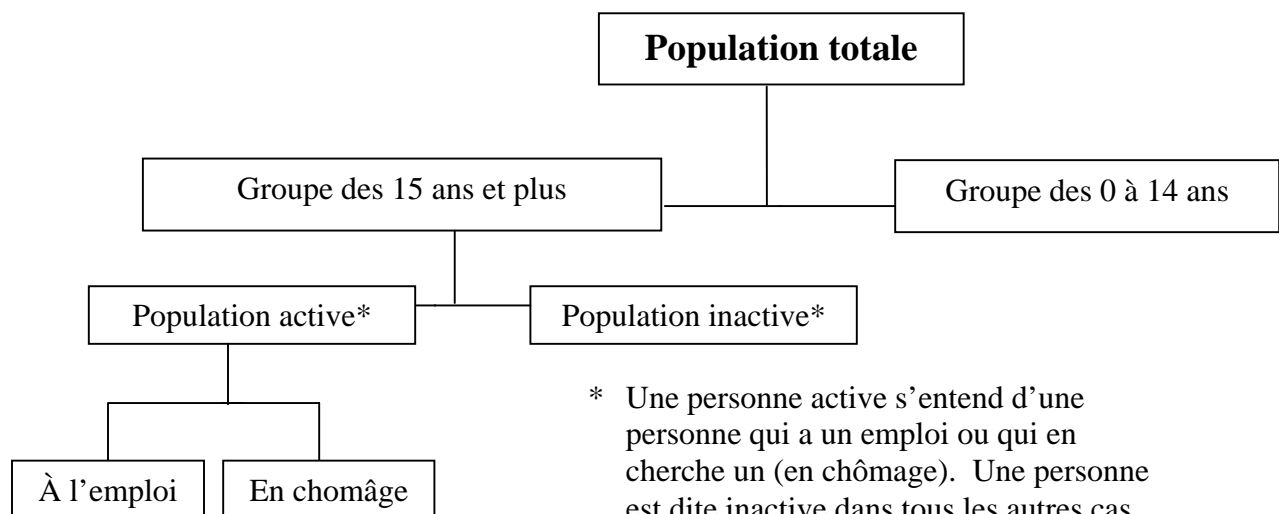 Population totale
Groupe des 15 ans et plus
Groupe des 0 à 14 ans
Population active*
Population inactive*
À l’emploi
En chomâge
* Une personne active s’entend d’une
personne qui a un emploi ou qui en
cherche un (en chômage). Une personne
est dite inactive dans tous les autres cas